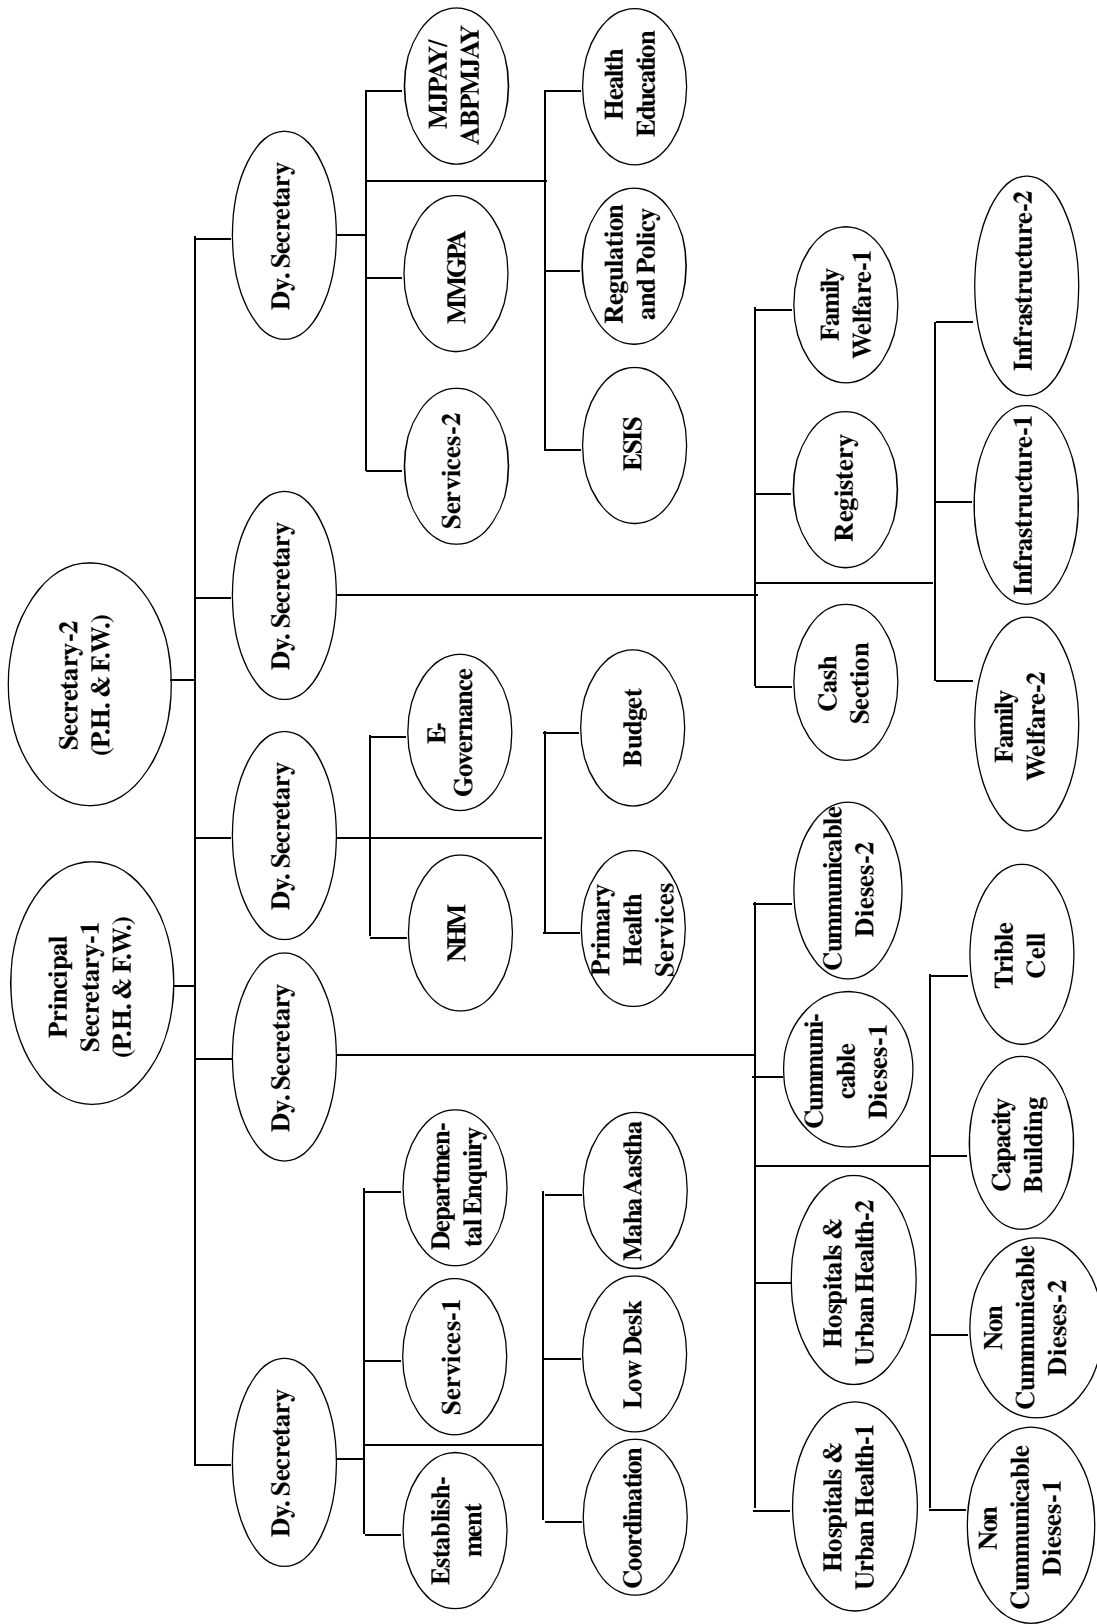 Principal
Secretary-1
(P.H. & F.W.)
Secretary-2
(P.H. & F.W.)
Dy. Secretary
Dy. Secretary
Dy. Secretary
Dy. Secretary
Dy. Secretary
Establish-
ment
Services-1
Departmen-
tal Enquiry
Coordination
Low Desk
Maha Aastha
NHM
E-
Governance
Primary
Health
Services
Budget
Services-2
MMGPA
MJPAY/
ABPMJAY
ESIS
Regulation
and Policy
Health
Education
Hospitals &
Urban Health-1
Hospitals &
Urban Health-2
Cummuni-
cable
Dieses-1
Cummunicable
Dieses-2
Non
Cummunicable
Dieses-1
Non
Cummunicable
Dieses-2
Capacity
Building
Trible
Cell
Cash
Section
Registery
Family
Welfare-1
Family
Welfare-2
Infrastructure-1
Infrastructure-2